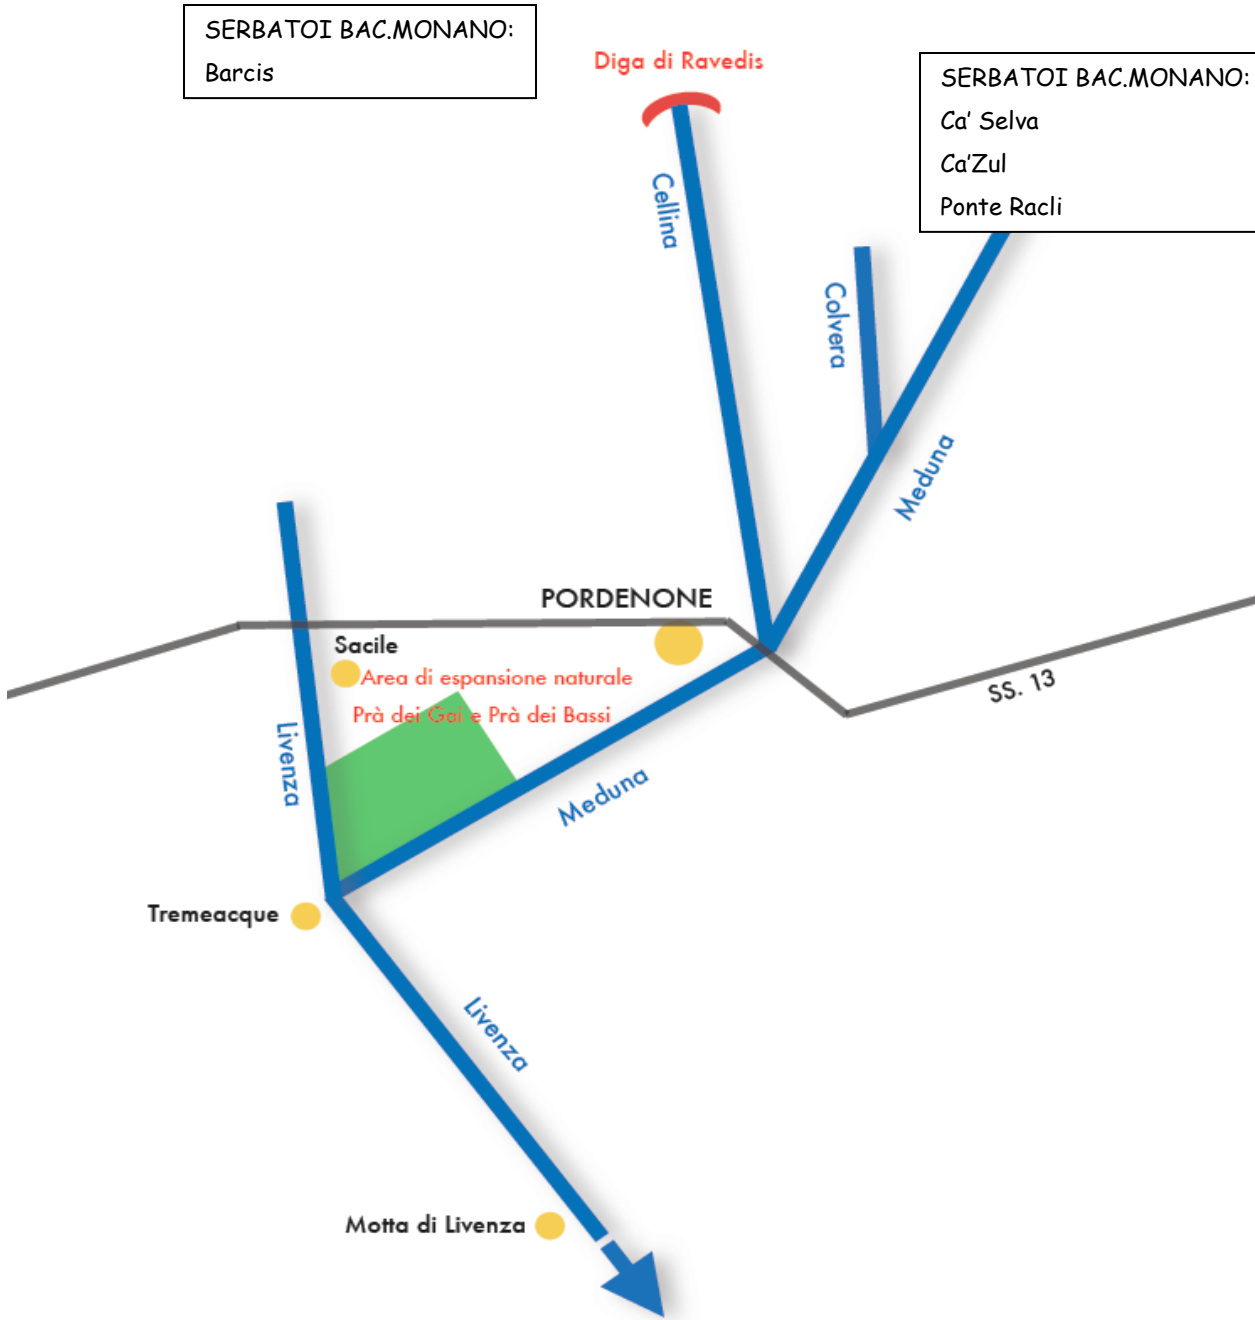 SERBATOI BAC.MONANO:
Barcis
Diga di Ravedis
SERBATOI BAC.MONANO:
Ca' Selva
Ca'Zul
Ponte Racli
Cellina
Colvera
Meduna
PORDENONE
Sacile
Area di espansione naturale
Prà dei Gai e Prà dei Bassi
SS. 13
Livenza
Meduna
Tremeacque
Livenza
Motta di Livenza